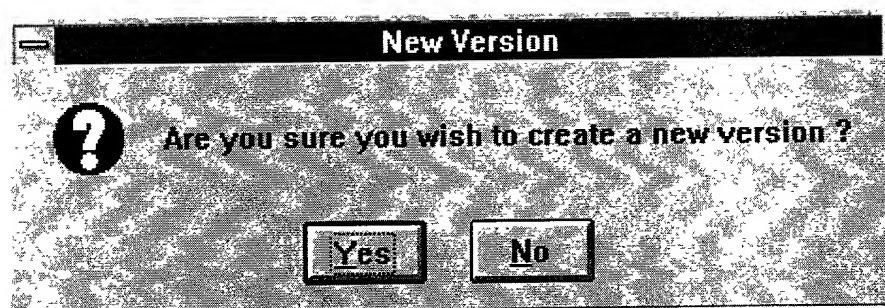 New Version
Are you sure you wish to create a new version ?
Yes
No